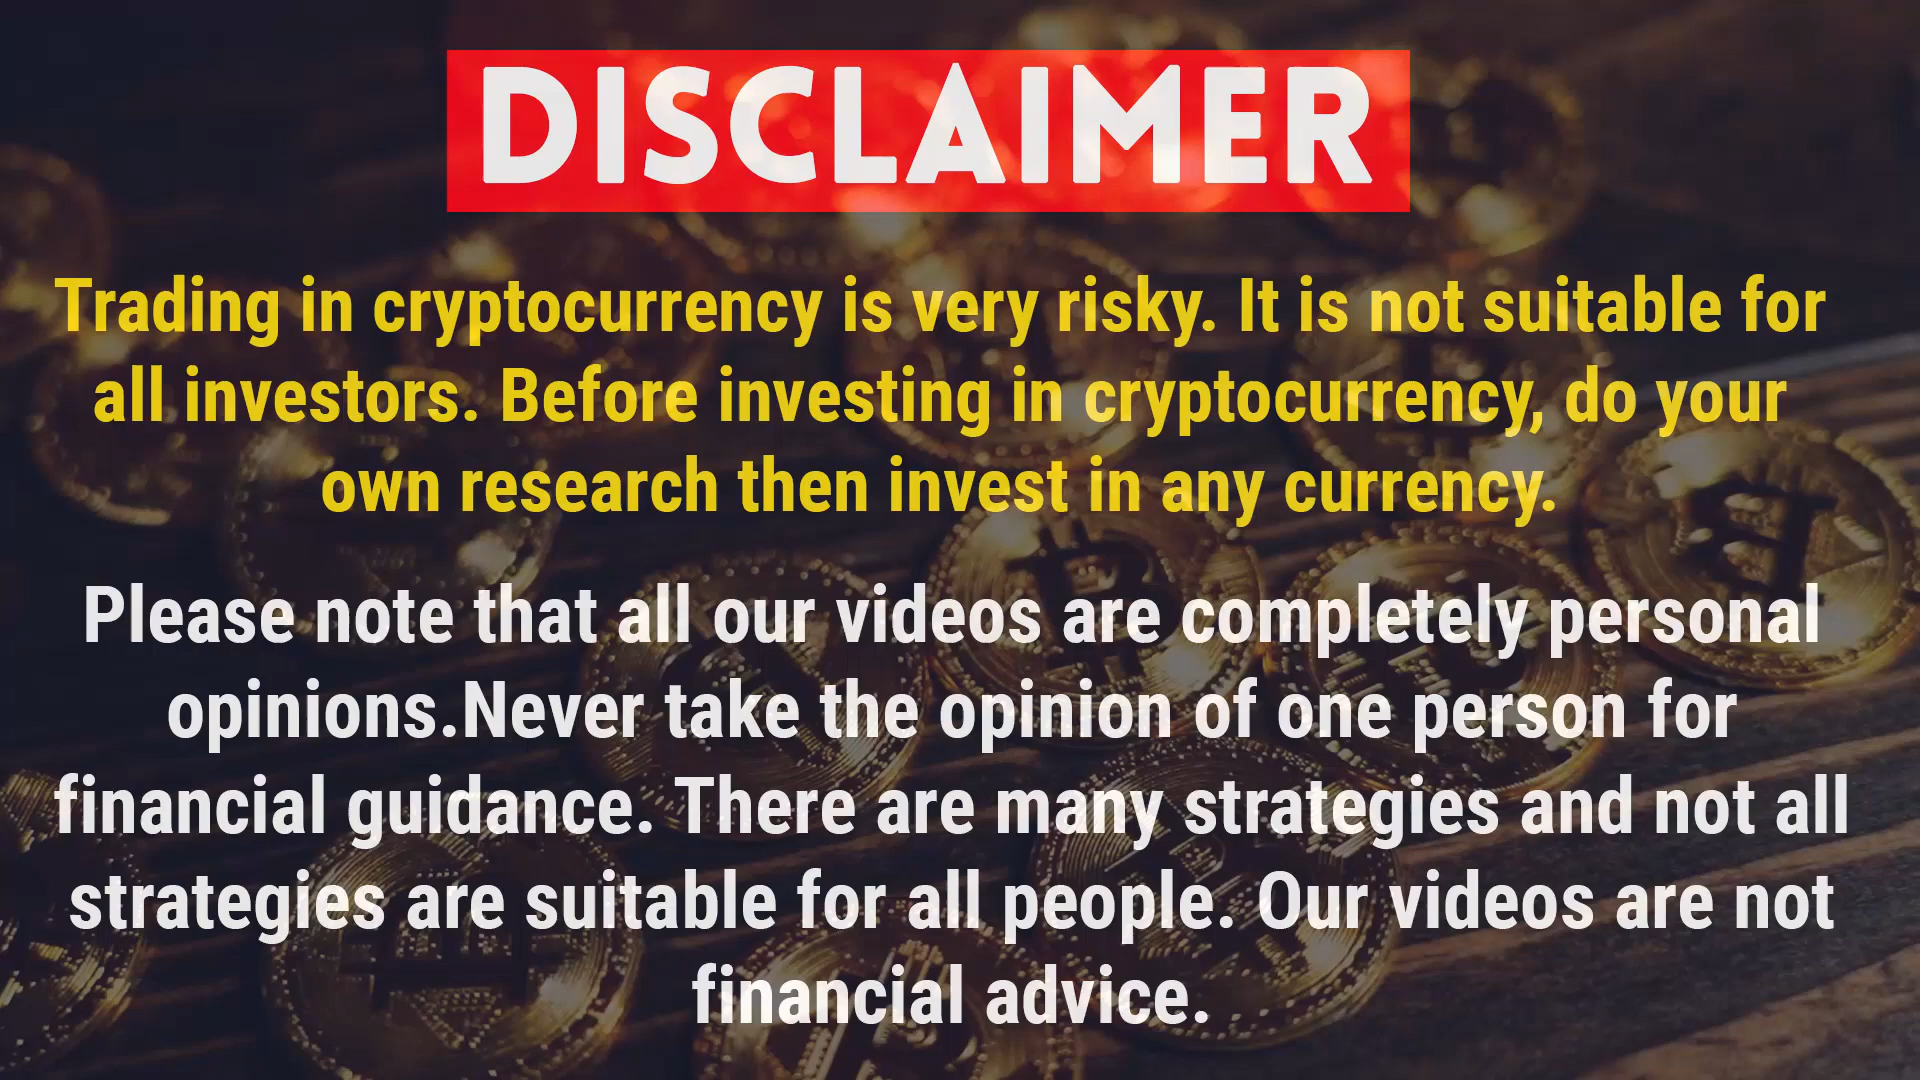 DISCLAIMER
Trading in cryptocurrency is very risky. It is not suitable for
all investors. Before investing in cryptocurrency, do your
own research then invest in any currency.
Please note that all our videos are completely personal
opinions.Never take the opinion of one person for
financial guidance. There are many strategies and not all
strategies are suitable for all people. Our videos are not
financial advice.